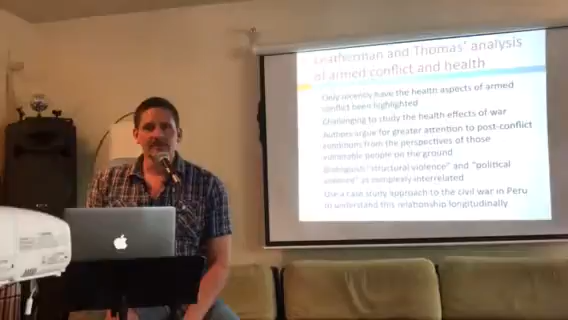 Leatherman and Thomas' analysis
of armed conflict and health
Only recently have the health aspects of armed
conflict been highlighted
Challenging to study the health effects of war
Authors argue for greater attention to post-conflict
conditions from the perspectives of those
vulnerable people on the ground
"structural violence" and "political
violence" as complexly interrelated
Use a case study approach to the civil war in Peru
to understand this relationship longitudinally